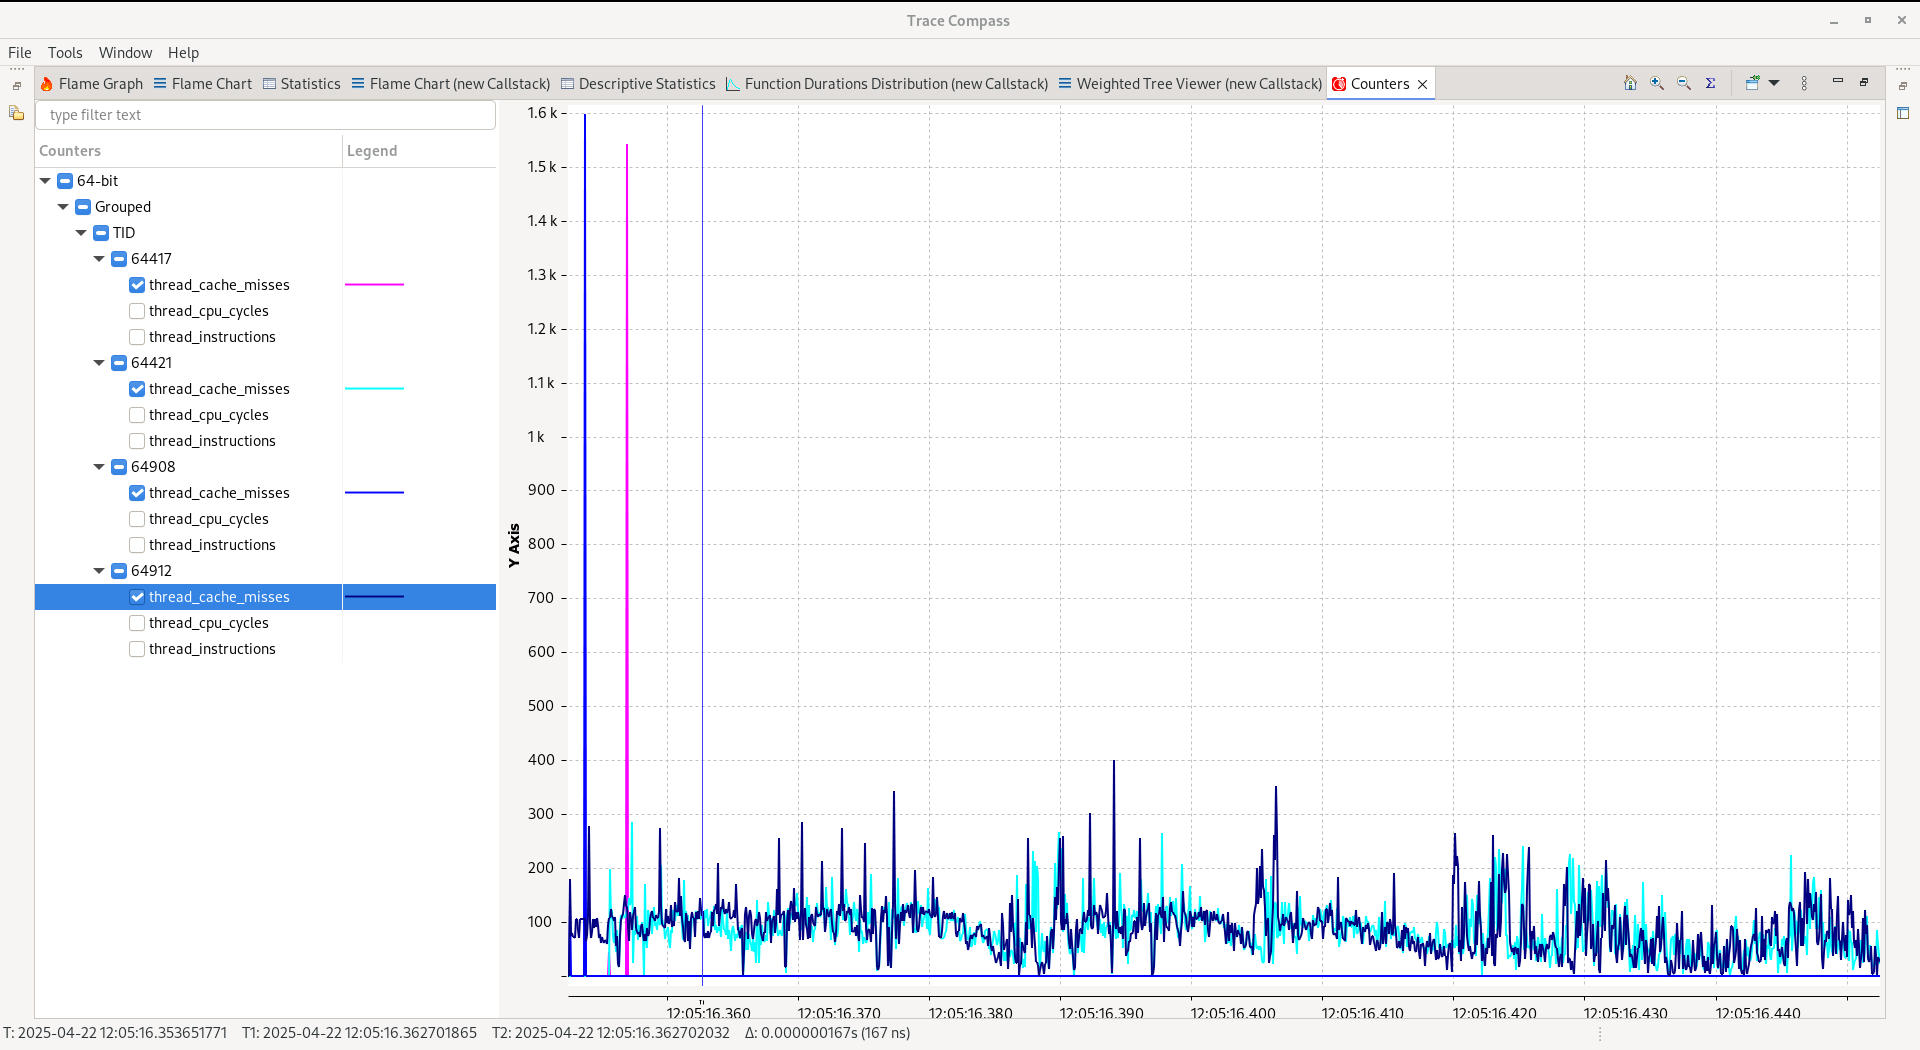 Trace Compass
File Tools Window Help
Flame Graph Flame Chart Statistics Flame Chart (new Callstack) Descriptive Statistics Function Durations Distribution (new Callstack) Weighted Tree Viewer (new Callstack) Counters
type filter text
Counters Legend
64-bit
Grouped
TID
64417
thread_cache_misses
thread_cpu_cycles
thread_instructions
64421
thread_cache_misses
thread_cpu_cycles
thread_instructions
64908
thread_cache_misses
thread_cpu_cycles
thread_instructions
64912
thread_cache_misses
thread_cpu_cycles
thread_instructions
Y Axis
1.6 k
1.5 k
1.4 k
1.3 k
1.2 k
1.1 k
1 k
900
800
700
600
500
400
300
200
100
12:05:16.360 12:05:16.370 12:05:16.380 12:05:16.390 12:05:16.400 12:05:16.410 12:05:16.420 12:05:16.430 12:05:16.440
T: 2025-04-22 12:05:16.353651771 T1: 2025-04-22 12:05:16.362701865 T2: 2025-04-22 12:05:16.362702032 Δ: 0.000000167s (167 ns)